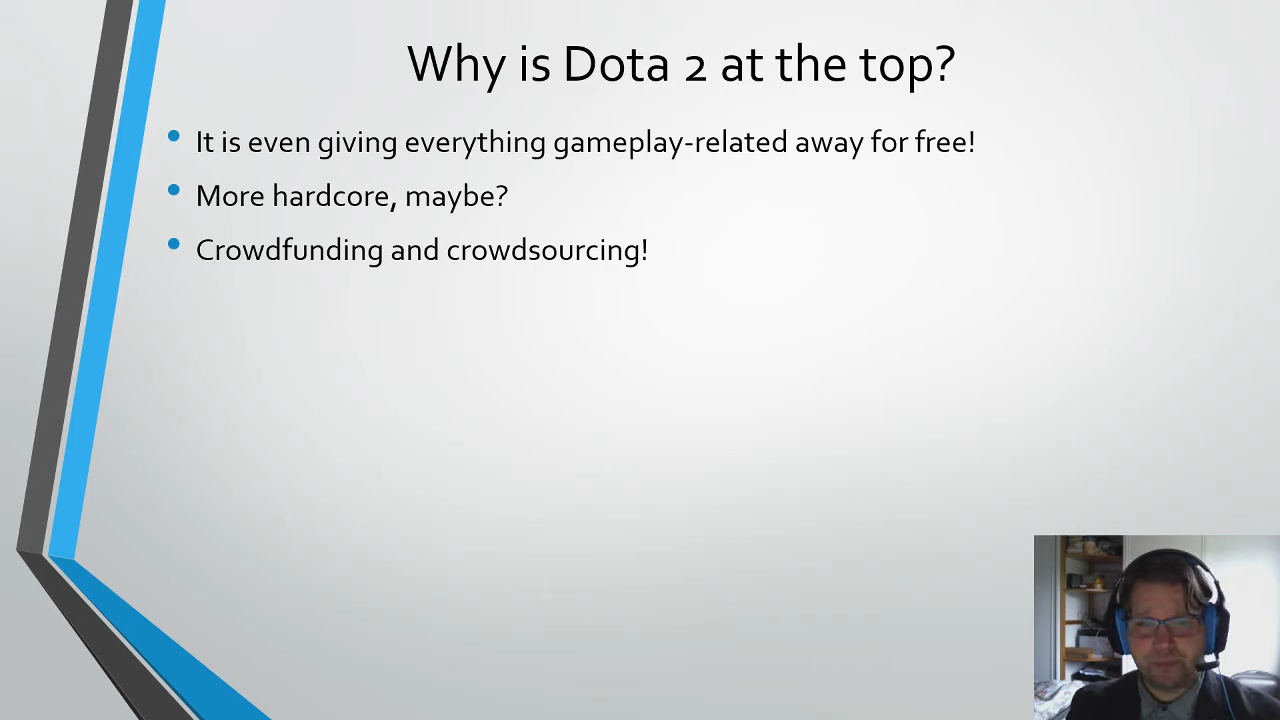 Why is Dota 2 at the top?
It is even giving everything gameplay-related away for free!
More hardcore, maybe?
Crowdfunding and crowdsourcing!